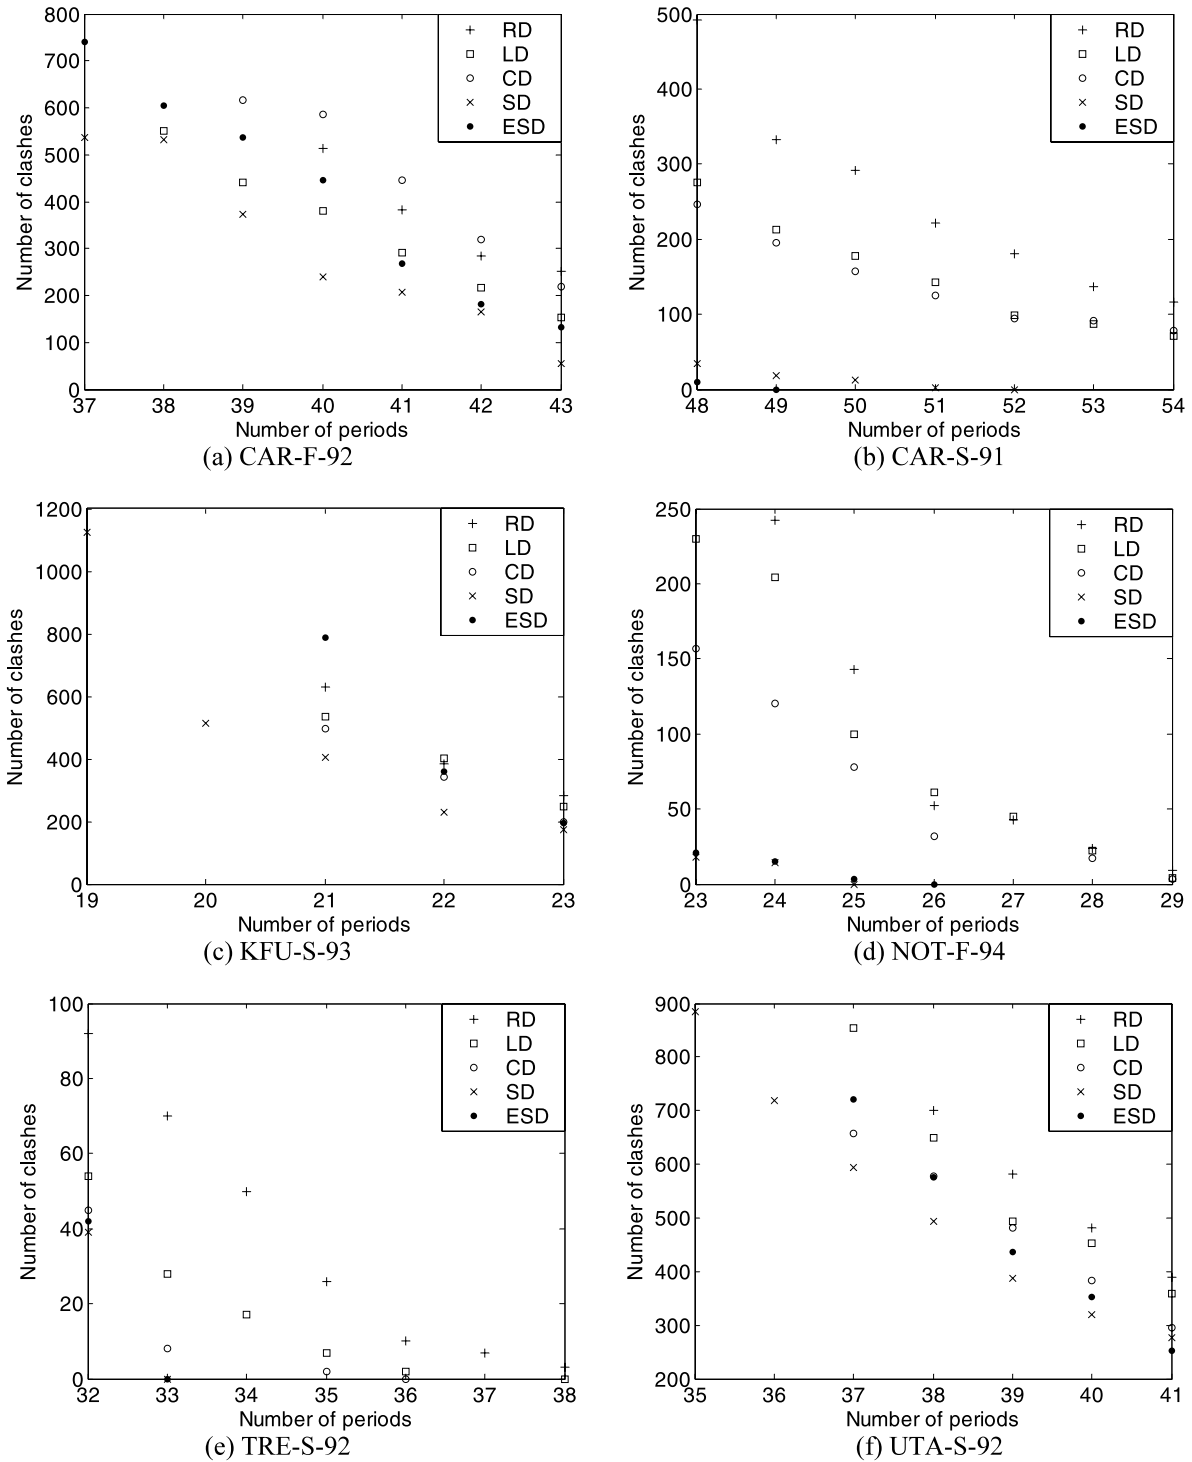 800
700
600
500
400
300
200
100
0
Number of clashes
37 38 39 40 41 42 43
Number of periods
RD
LD
CD
SD
ESD
(a) CAR-F-92
500
400
300
200
100
0
Number of clashes
48 49 50 51 52 53 54
Number of periods
RD
LD
CD
SD
ESD
(b) CAR-S-91
1200
1000
800
600
400
200
0
Number of clashes
19 20 21 22 23
Number of periods
RD
LD
CD
SD
ESD
(c) KFU-S-93
250
200
150
100
50
0
Number of clashes
23 24 25 26 27 28 29
Number of periods
RD
LD
CD
SD
ESD
(d) NOT-F-94
100
80
60
40
20
0
Number of clashes
32 33 34 35 36 37 38
Number of periods
RD
LD
CD
SD
ESD
(e) TRE-S-92
900
800
700
600
500
400
300
200
Number of clashes
35 36 37 38 39 40 41
Number of periods
RD
LD
CD
SD
ESD
(f) UTA-S-92